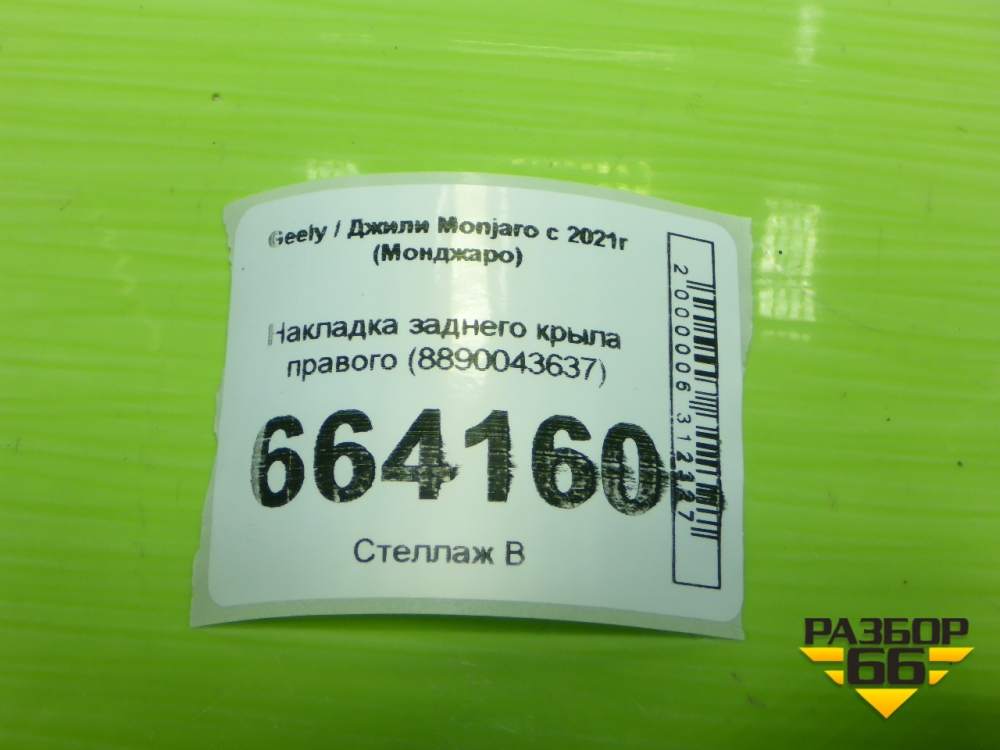 Geely / Джили Monjaro с 2021г
(Монджаро)
Накладка заднего крыла
правого (8890043637)
664160
Стеллаж В
РАЗБОР
66